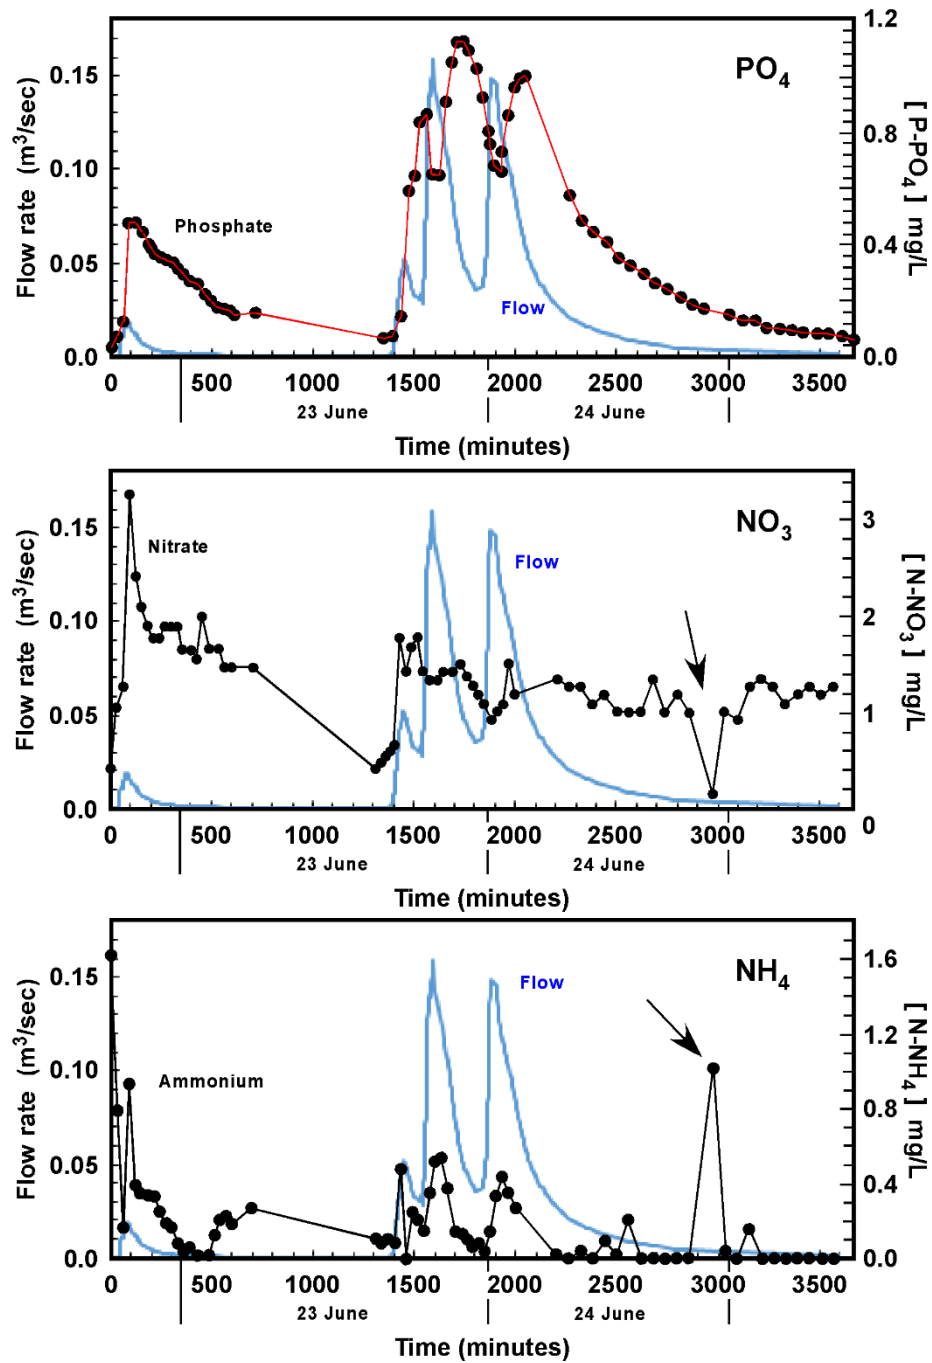 1.2
0.15
PO4
1.0
[ P-PO4 ] mg/L
Flow rate (m3/sec)
0.10
0.8
Phosphate
0.4
0.05
Flow
0.0
0.0
0 500 1000 1500 2000 2500 3000 3500
23 June 24 June
Time (minutes)
0.15
NO3
3
Nitrate
Flow
[ N-NO3 ] mg/L
Flow rate (m3/sec)
0.10
2
0.05
1
0.0
0
0 500 1000 1500 2000 2500 3000 3500
23 June 24 June
Time (minutes)
0.15
NH4
1.6
Flow
[ N-NH4 ] mg/L
Flow rate (m3/sec)
1.2
0.10
Ammonium
0.8
0.05
0.4
0.0
0.0
0 500 1000 1500 2000 2500 3000 3500
23 June 24 June
Time (minutes)